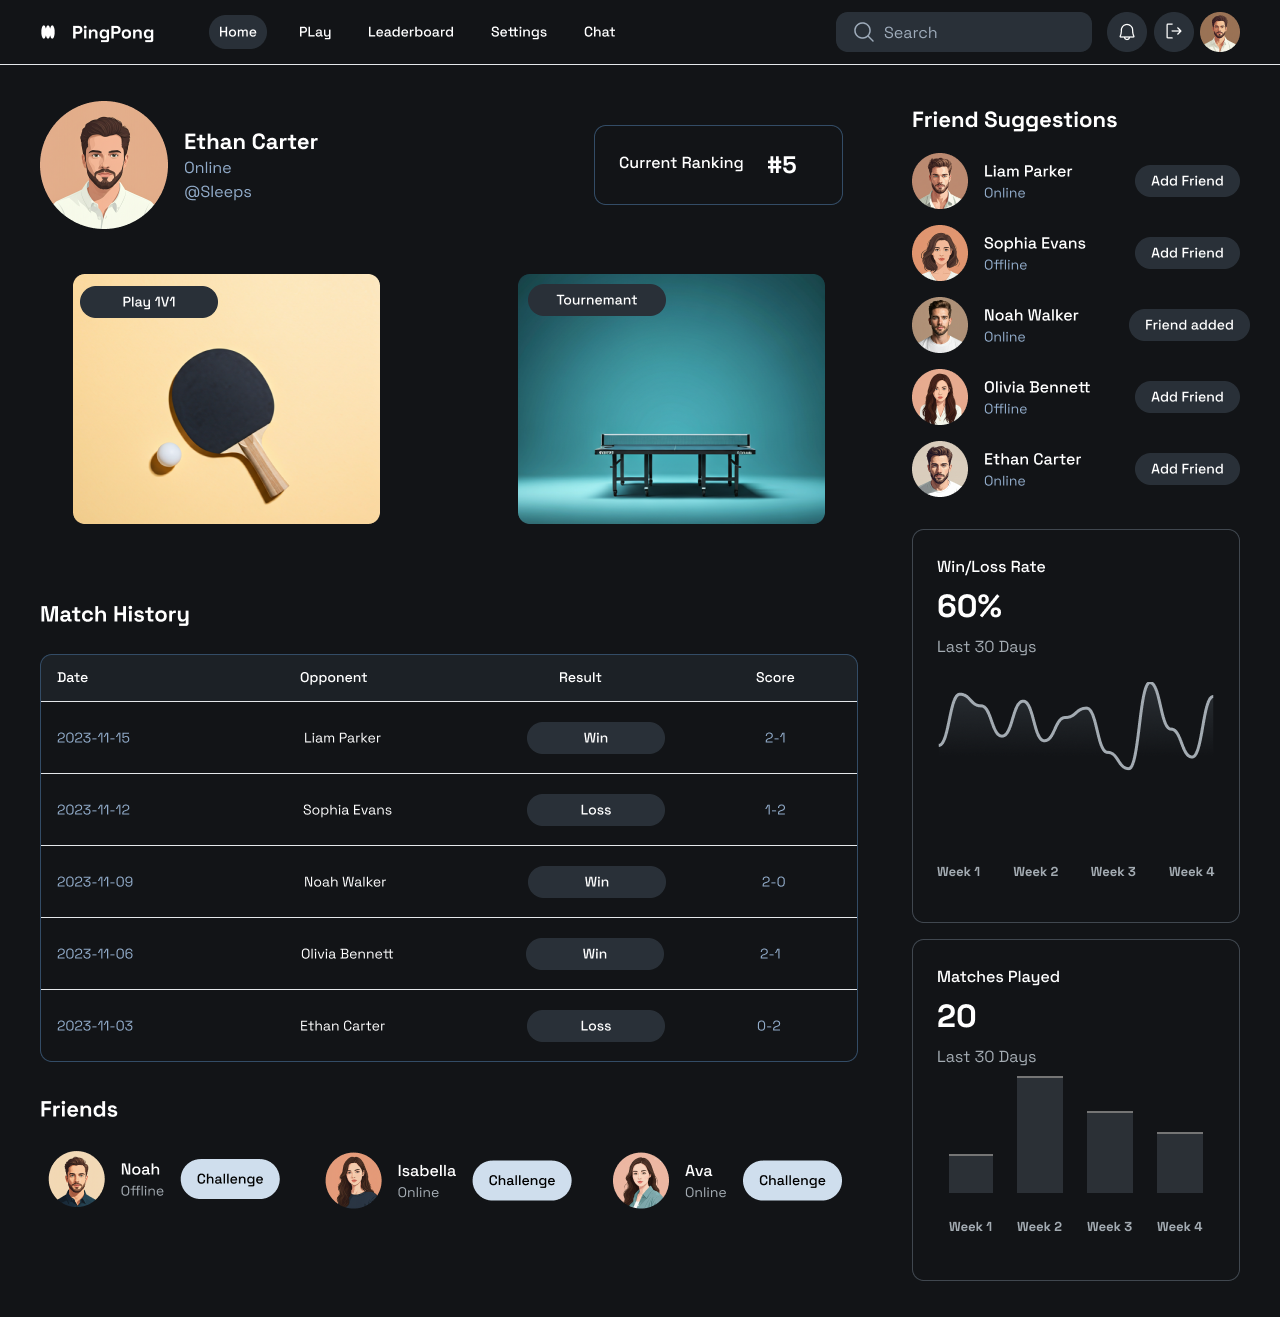 PingPong
Home
PLay
Leaderboard
Settings
Chat
Search
Ethan Carter
Online
@Sleeps
Current Ranking
#5
Play 1V1
Tournemant
Match History
Date Opponent Result Score
2023-11-15 Liam Parker Win 2-1
2023-11-12 Sophia Evans Loss 1-2
2023-11-09 Noah Walker Win 2-0
2023-11-06 Olivia Bennett Win 2-1
2023-11-03 Ethan Carter Loss 0-2
Friends
Noah
Offline
Challenge
Isabella
Online
Challenge
Ava
Online
Challenge
Friend Suggestions
Liam Parker
Online
Add Friend
Sophia Evans
Offline
Add Friend
Noah Walker
Online
Friend added
Olivia Bennett
Offline
Add Friend
Ethan Carter
Online
Add Friend
Win/Loss Rate
60%
Last 30 Days
Week 1 Week 2 Week 3 Week 4
Matches Played
20
Last 30 Days
Week 1 Week 2 Week 3 Week 4